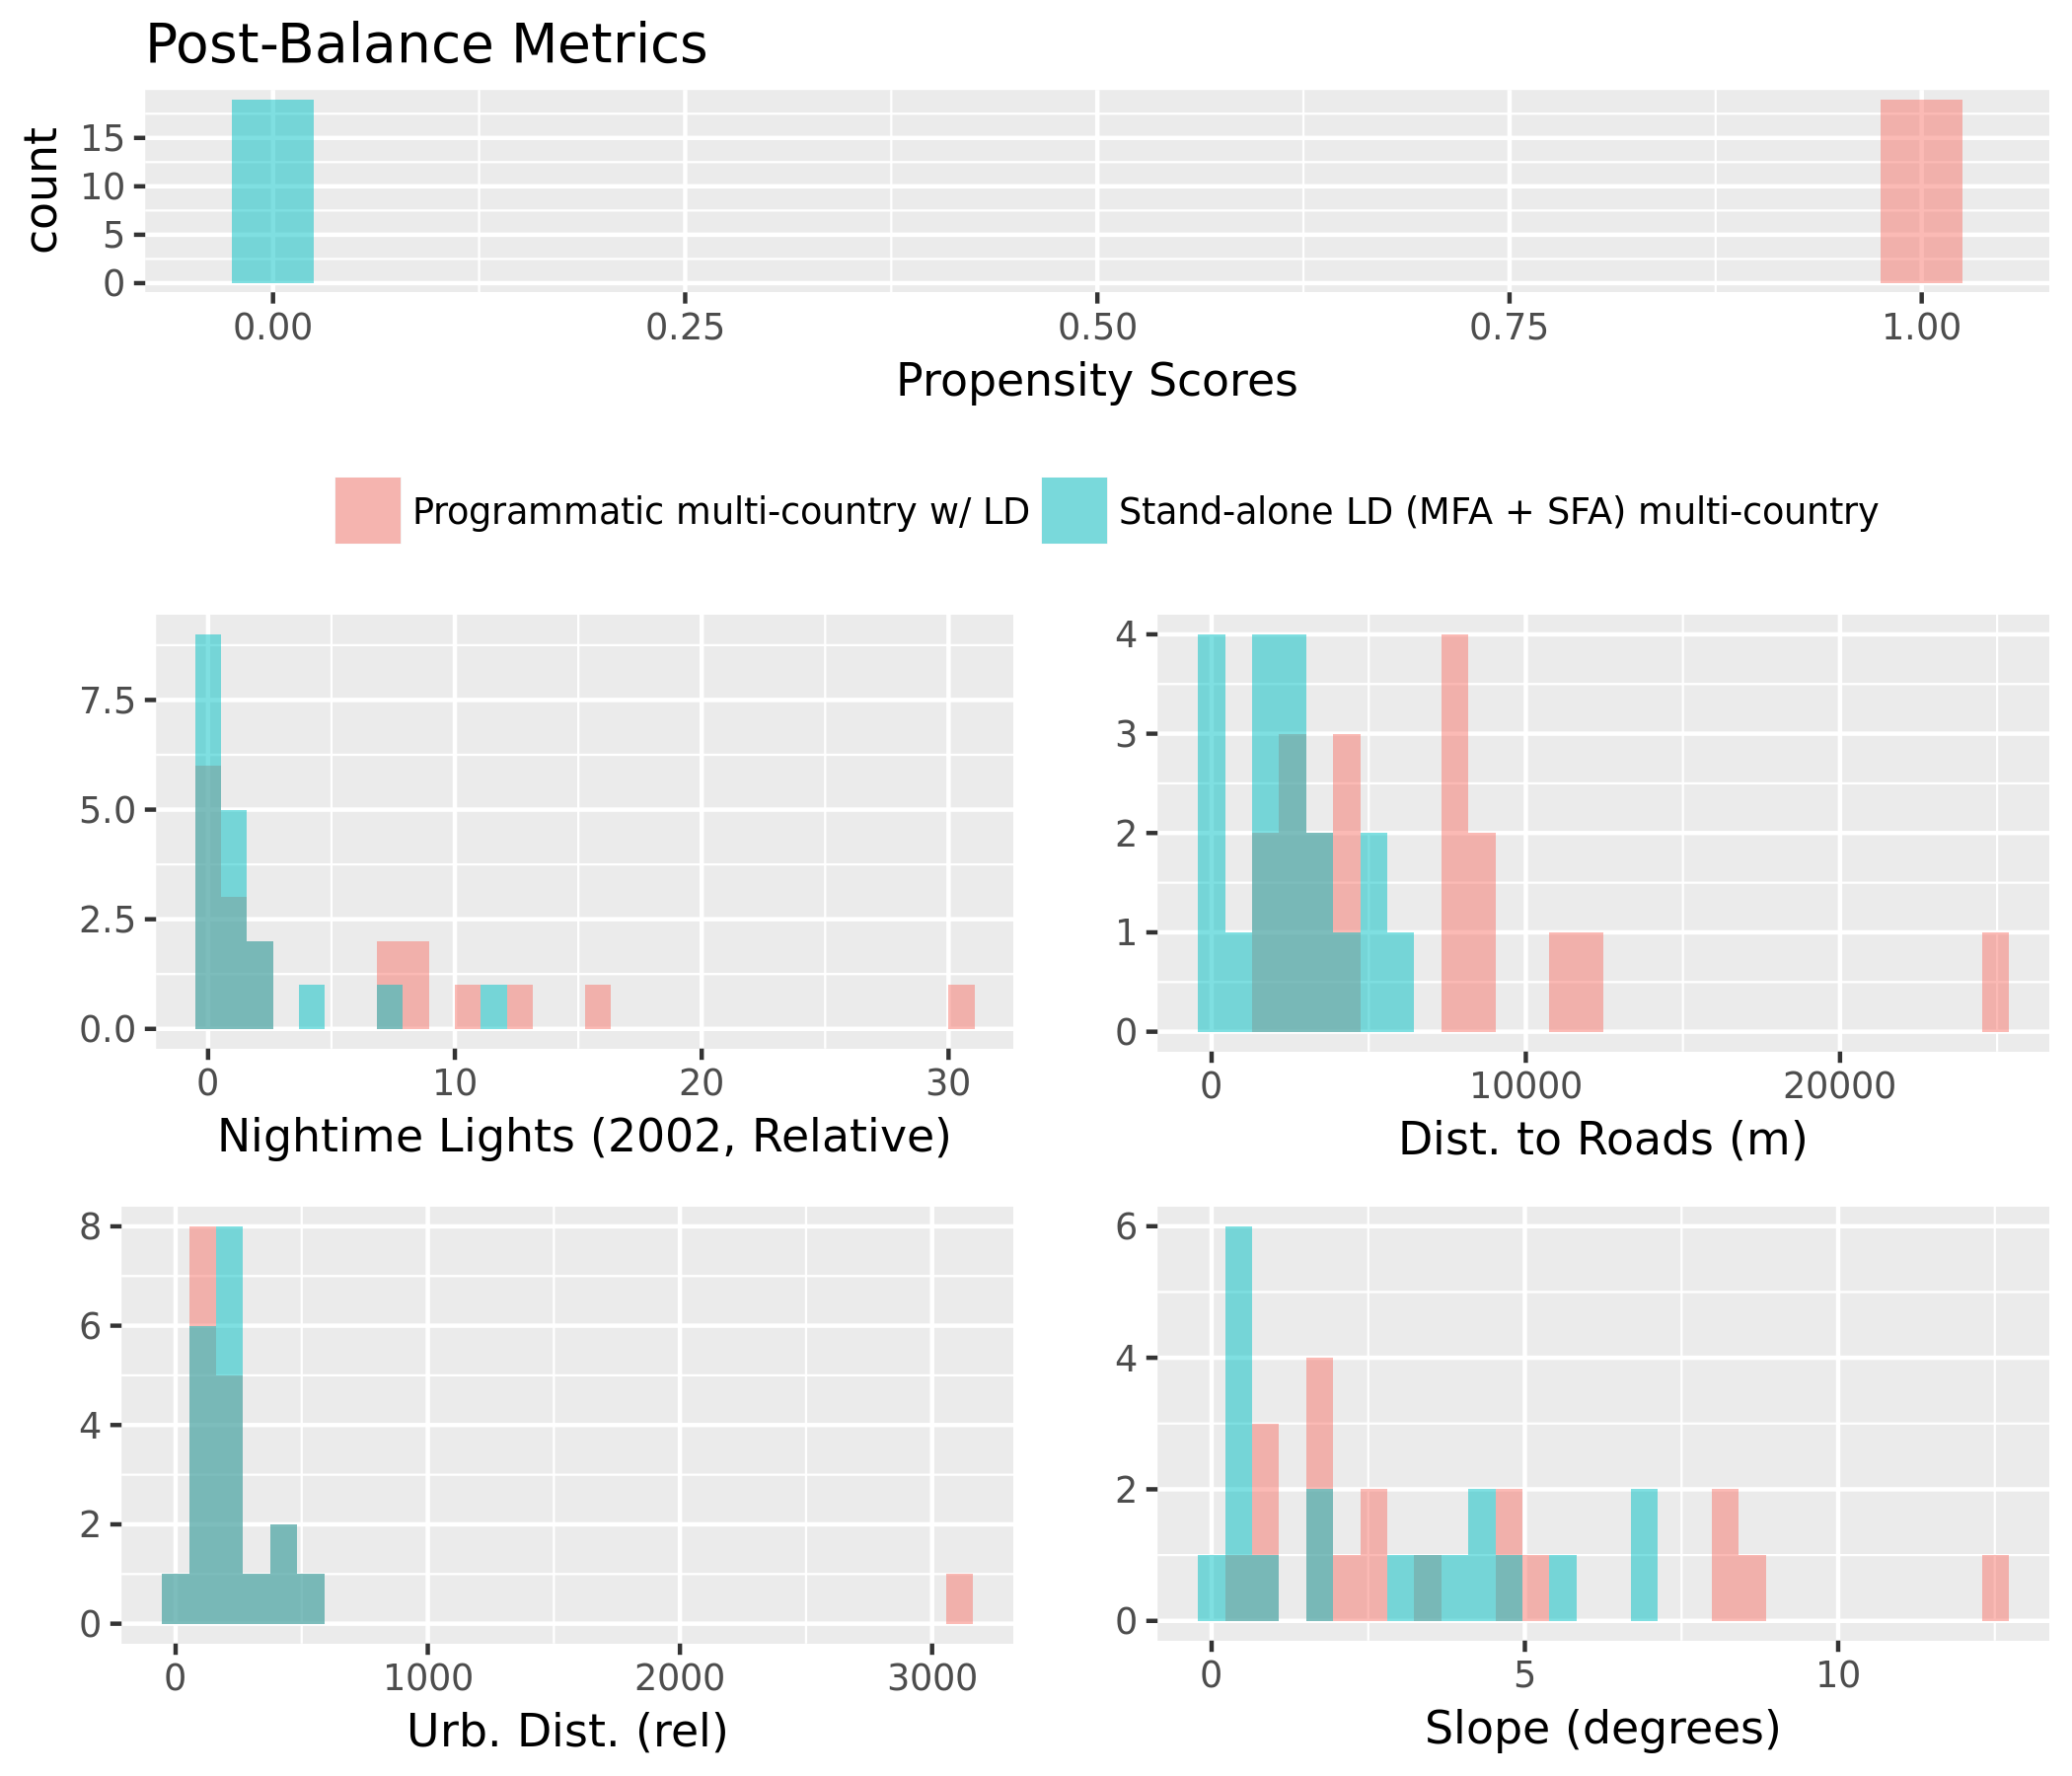 Post-Balance Metrics
count
15
10
5
0
0.00 0.25 0.50 0.75 1.00
Propensity Scores
Programmatic multi-country w/ LD Stand-alone LD (MFA + SFA) multi-country
7.5
5.0
2.5
0.0
0 10 20 30
Nightime Lights (2002, Relative)
4
3
2
1
0
0 10000 20000
Dist. to Roads (m)
8
6
4
2
0
0 1000 2000 3000
Urb. Dist. (rel)
6
4
2
0
0 5 10
Slope (degrees)